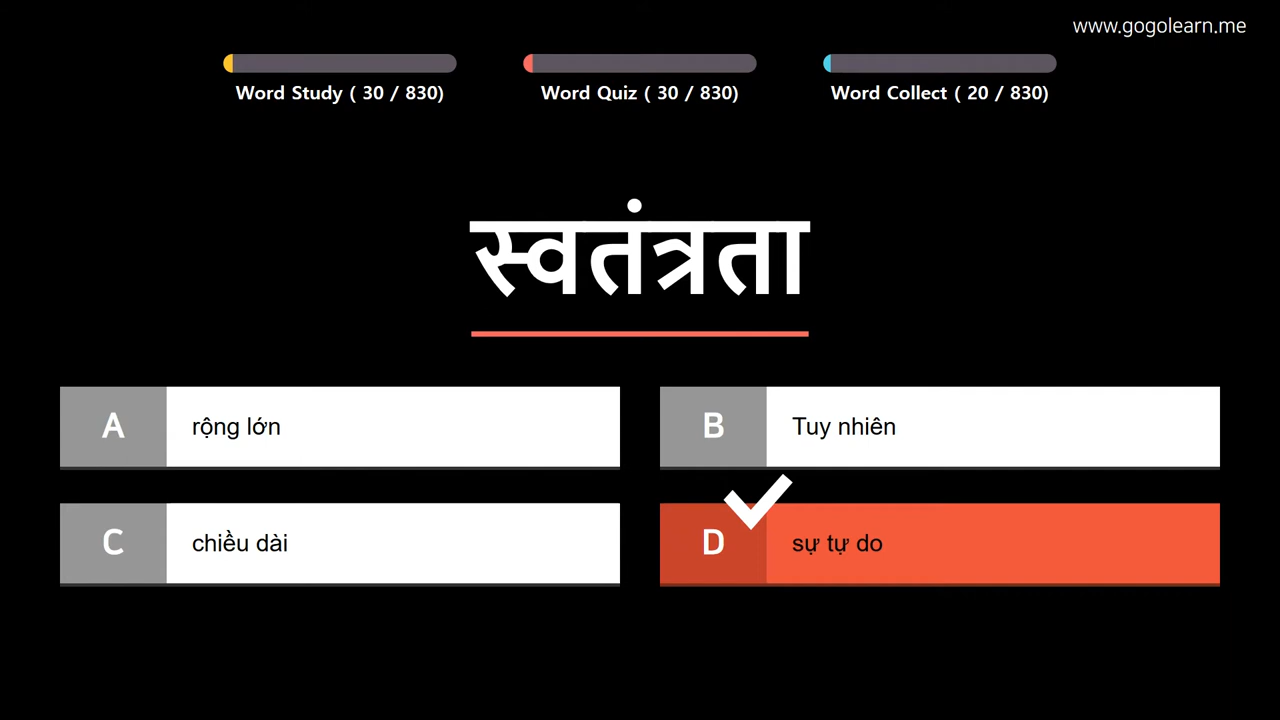 www.gogolearn.me
Word Study ( 30 / 830)
Word Quiz ( 30 / 830)
Word Collect ( 20 / 830)
स्वतंत्रता
A rộng lớn
B Tuy nhiên
C chiều dài
D sự tự do